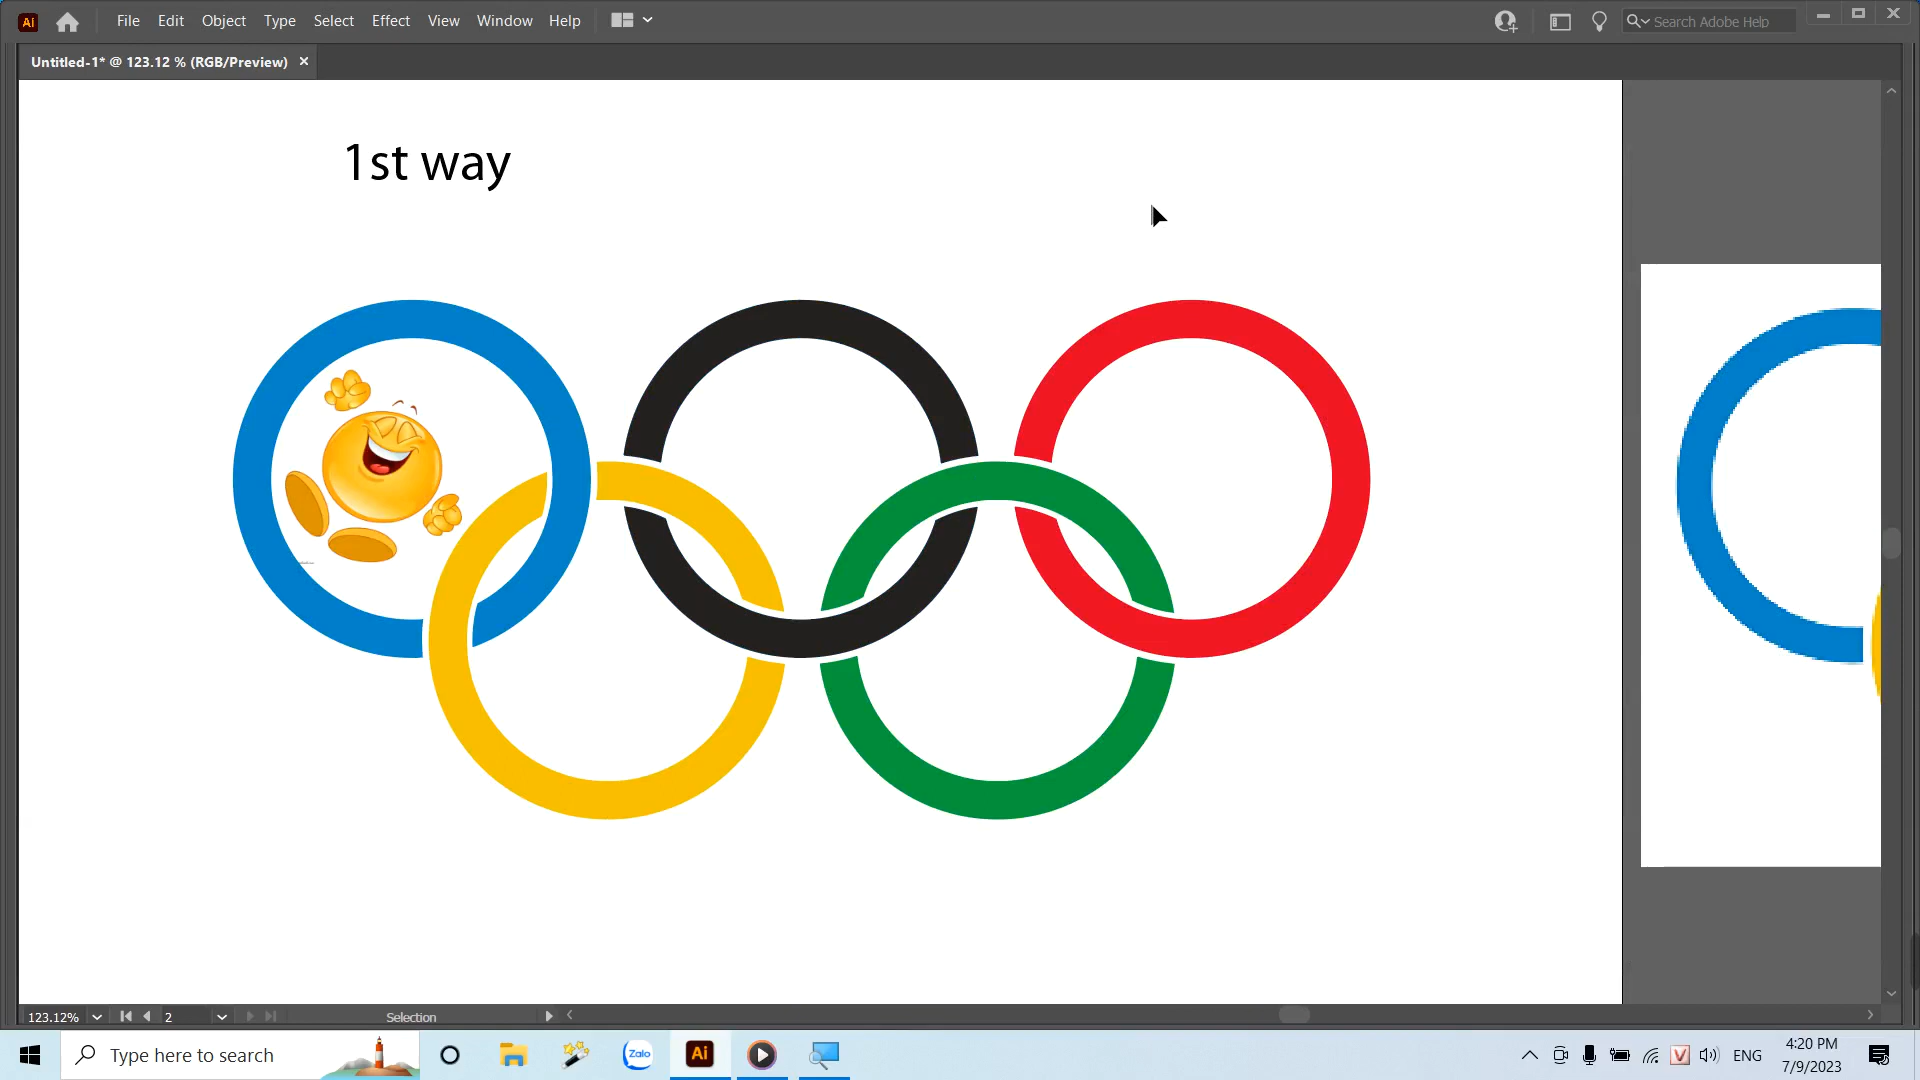 Ai
File Edit Object Type Select Effect View Window Help
Search Adobe Help
Untitled-1* @ 123.12 % (RGB/Preview) ×
1st way
123.12%
2
Selection
Type here to search
Zalo
Ai
V
ENG
4:20 PM
7/9/2023